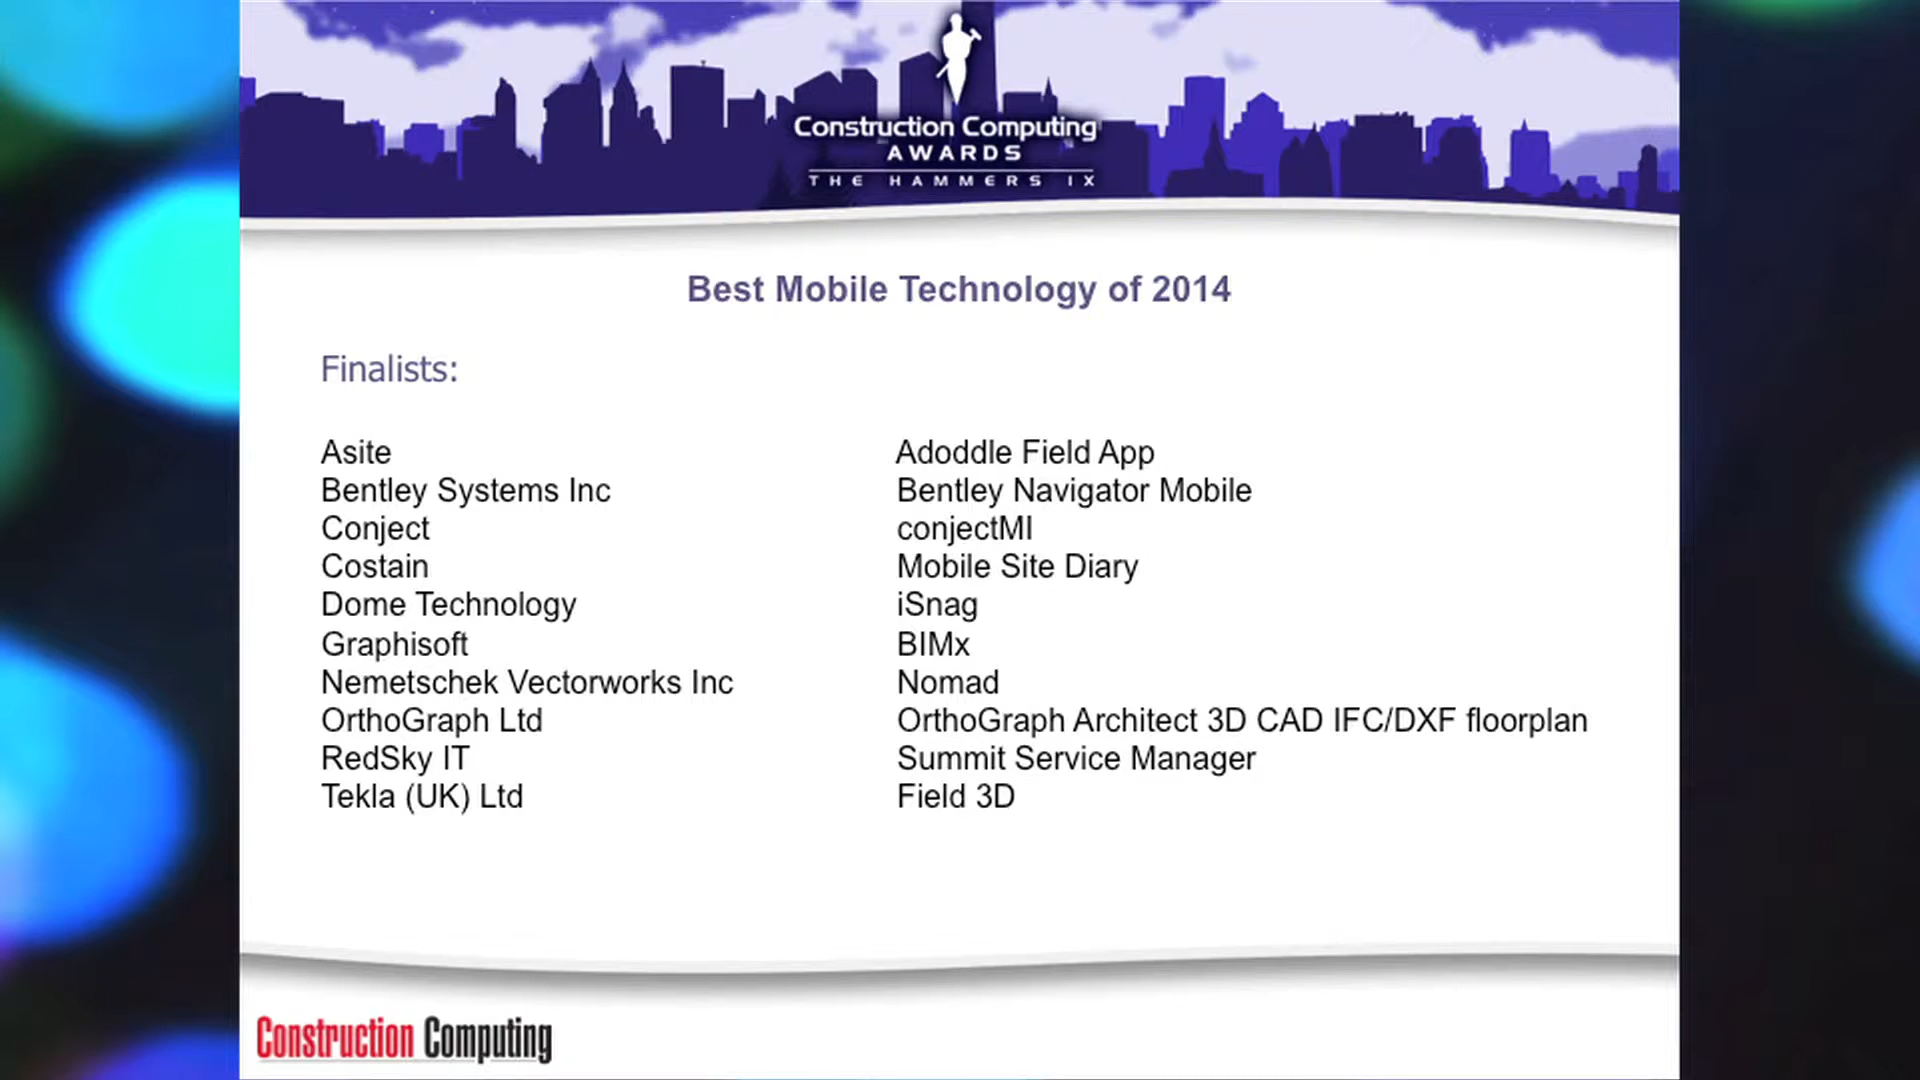 Construction Computing
AWARDS
THE HAMMERS IX
Best Mobile Technology of 2014
Finalists:
Asite Adoddle Field App
Bentley Systems Inc Bentley Navigator Mobile
Conject conjectMI
Costain Mobile Site Diary
Dome Technology iSnag
Graphisoft BIMx
Nemetschek Vectorworks Inc Nomad
OrthoGraph Ltd OrthoGraph Architect 3D CAD IFC/DXF floorplan
RedSky IT Summit Service Manager
Tekla (UK) Ltd Field 3D
Construction Computing